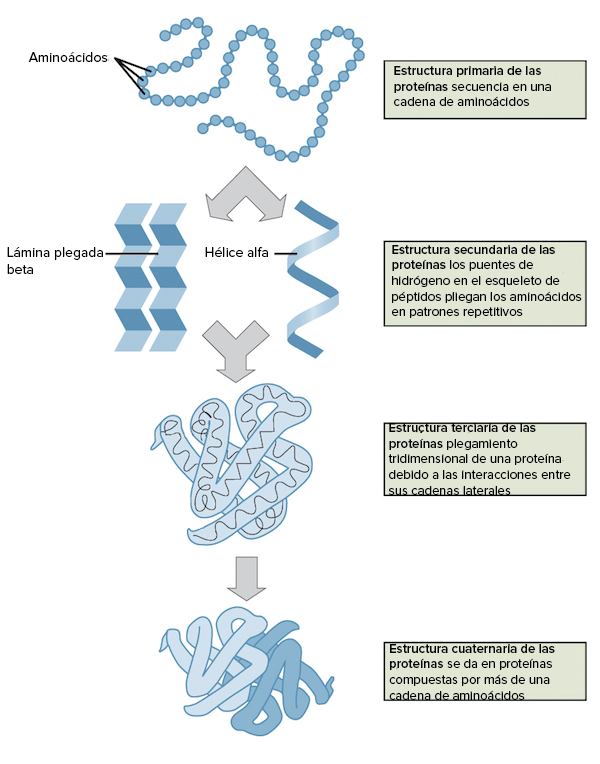 Aminoácidos
Estructura primaria de las
proteínas secuencia en una
cadena de aminoácidos
Lámina plegada
beta
Hélice alfa
Estructura secundaria de las
proteínas los puentes de
hidrógeno en el esqueleto de
péptidos pliegan los aminoácidos
en patrones repetitivos
Estructura terciaria de las
proteínas plegamiento
tridimensional de una proteína
debido a las interacciones entre
sus cadenas laterales
Estructura cuaternaria de las
proteínas se da en proteínas
compuestas por más de una
cadena de aminoácidos